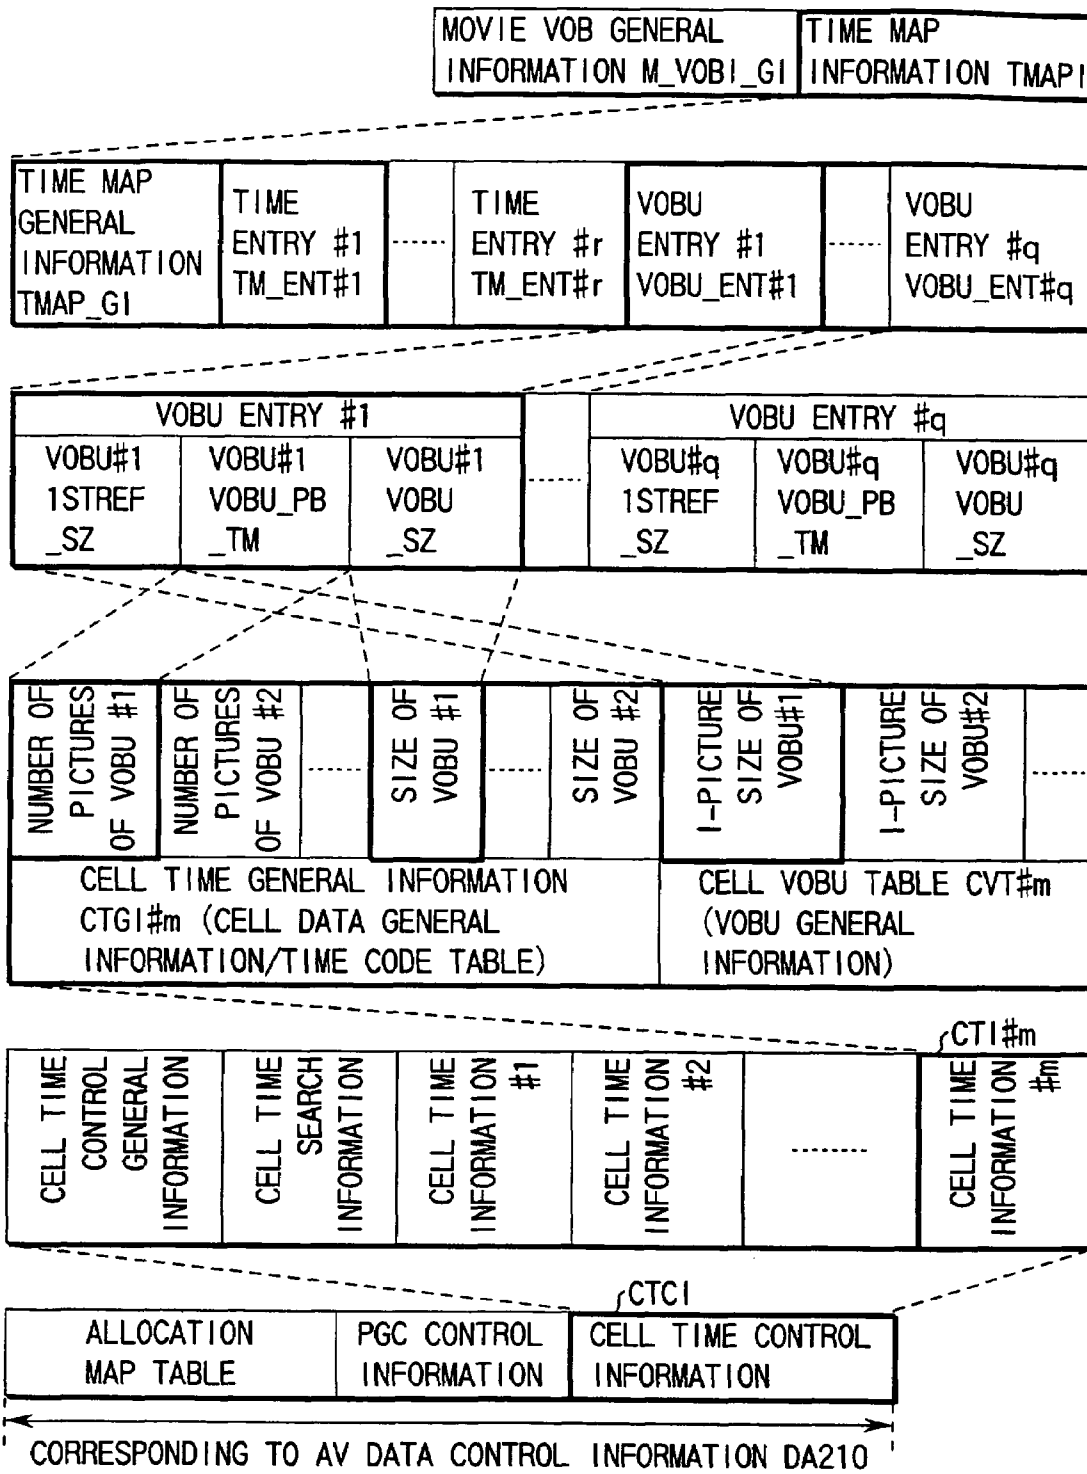 MOVIE VOB GENERAL
INFORMATION M_VOBI_GI
TIME MAP
INFORMATION TMAPI
TIME MAP
GENERAL
INFORMATION
TMAP_GI
TIME
ENTRY #1
TM_ENT#1
TIME
ENTRY #r
TM_ENT#r
VOBU
ENTRY #1
VOBU_ENT#1
VOBU
ENTRY #q
VOBU_ENT#q
VOBU ENTRY #1
VOBU#1
1STREF
_SZ
VOBU#1
VOBU_PB
_TM
VOBU#1
VOBU
_SZ
VOBU ENTRY #q
VOBU#q
1STREF
_SZ
VOBU#q
VOBU_PB
_TM
VOBU#q
VOBU
_SZ
NUMBER OF
PICTURES
OF VOBU #1
NUMBER OF
PICTURES
OF VOBU #2
SIZE OF
VOBU #1
SIZE OF
VOBU #2
I-PICTURE
SIZE OF
VOBU#1
I-PICTURE
SIZE OF
VOBU#2
CELL TIME GENERAL INFORMATION
CTGI#m (CELL DATA GENERAL
INFORMATION/TIME CODE TABLE)
CELL VOBU TABLE CVT#m
(VOBU GENERAL
INFORMATION)
CTI#m
CELL TIME
CONTROL
GENERAL
INFORMATION
CELL TIME
SEARCH
INFORMATION
CELL TIME
INFORMATION
#1
CELL TIME
INFORMATION
#2
CELL TIME
INFORMATION
#m
CTCI
ALLOCATION
MAP TABLE
PGC CONTROL
INFORMATION
CELL TIME CONTROL
INFORMATION
CORRESPONDING TO AV DATA CONTROL INFORMATION DA210